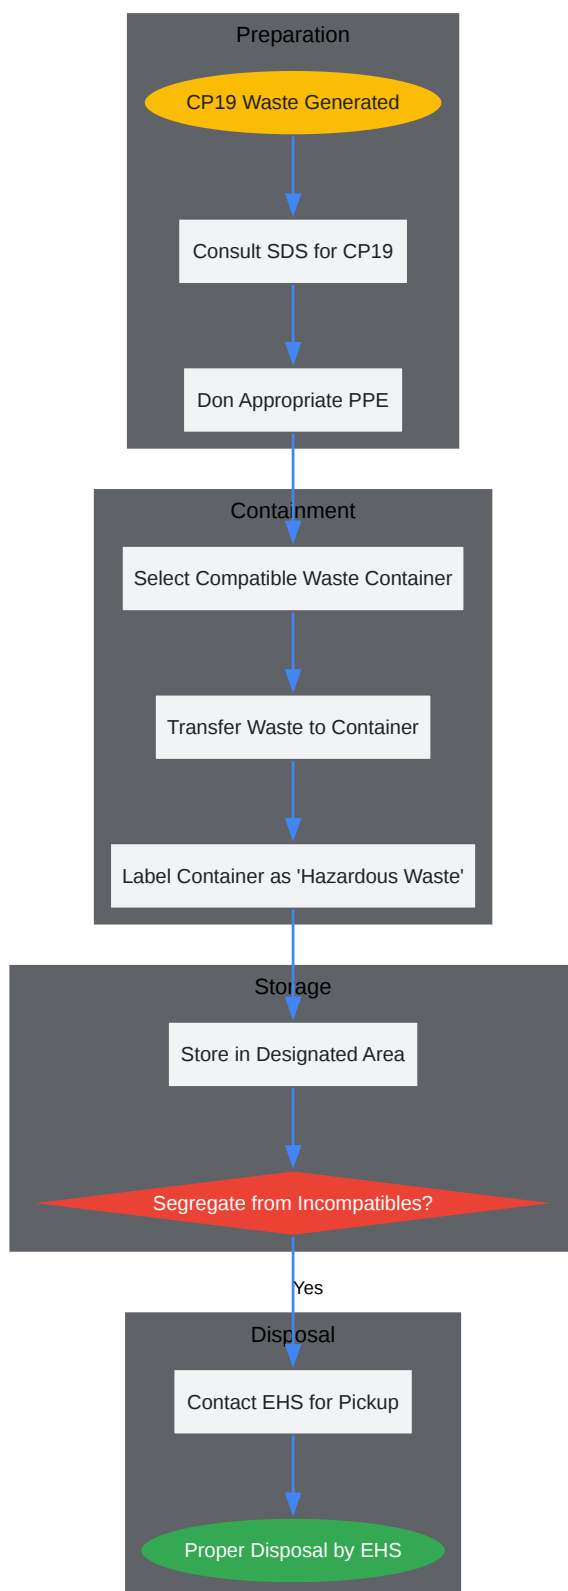 Preparation
CP19 Waste Generated
Consult SDS for CP19
Don Appropriate PPE
Containment
Select Compatible Waste Container
Transfer Waste to Container
Label Container as 'Hazardous Waste'
Storage
Store in Designated Area
Segregate from Incompatibles?
Yes
Disposal
Contact EHS for Pickup
Proper Disposal by EHS